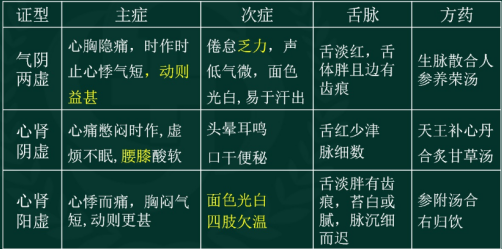 证型 主症 次症 舌脉 方药
气阴两虚
心胸隐痛，时作时
止心悸气短，动则
益甚
倦怠乏力，声
低气微，面色
光白,易于汗出
舌淡红，舌
体胖且边有
齿痕
生脉散合人
参养荣汤
心肾
阴虚
心痛憋闷时作,虚
烦不眠,腰膝酸软
头晕耳鸣
口干便秘
舌红少津
脉细数
天王补心丹
合炙甘草汤
心肾
阳虚
心悸而痛，胸闷气
短,动则更甚
面色光白
四肢欠温
舌淡胖有齿
痕，苔白或
腻，脉沉细
而迟
参附汤合
右归饮